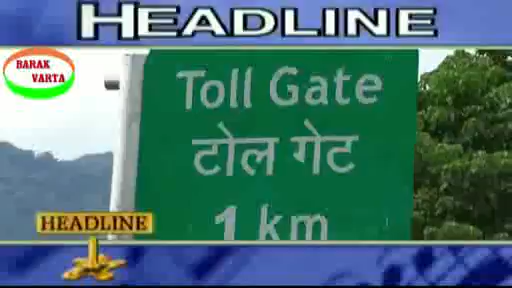 HEADLINE
BARAK
VARTA
Toll Gate
टोल गेट
1 km
HEADLINE